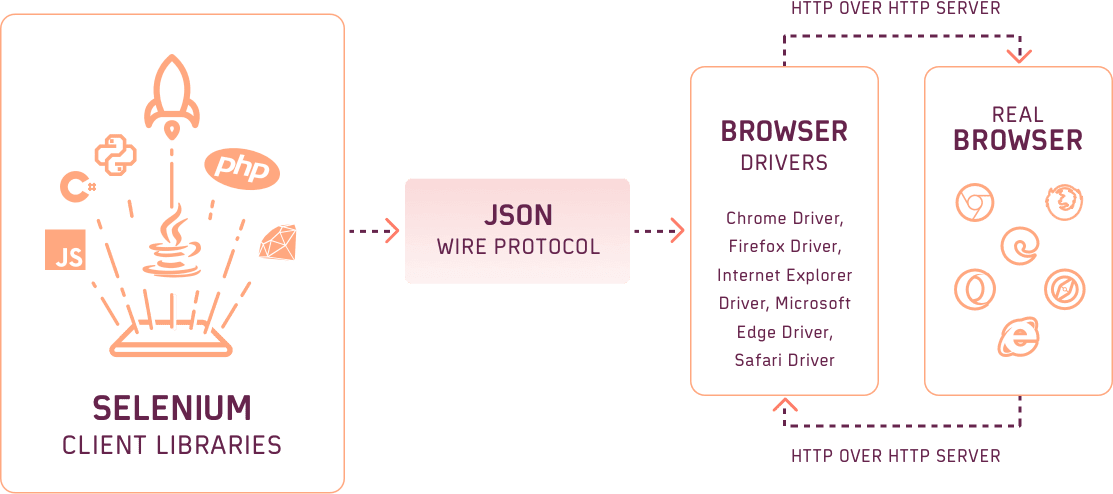 HTTP OVER HTTP SERVER
php
C#
JS
SELENIUM
CLIENT LIBRARIES
JSON
WIRE PROTOCOL
BROWSER
DRIVERS
Chrome Driver,
Firefox Driver,
Internet Explorer
Driver, Microsoft
Edge Driver,
Safari Driver
REAL
BROWSER
HTTP OVER HTTP SERVER